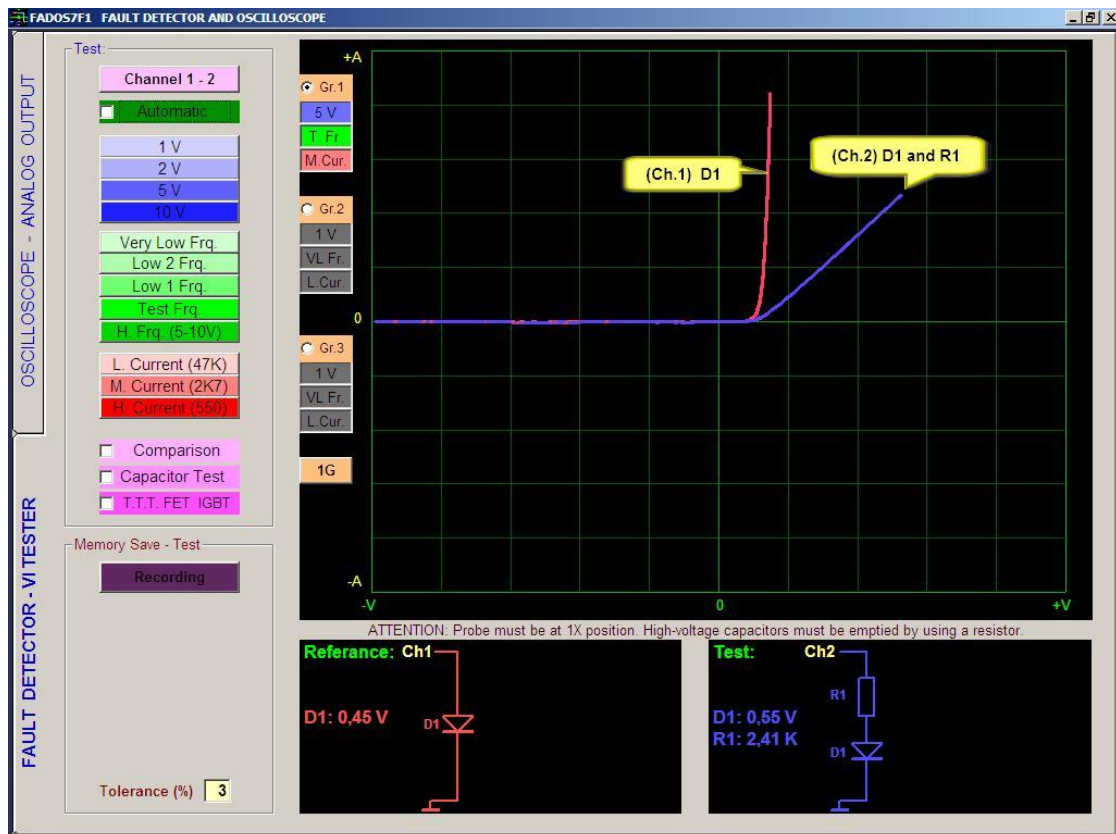 FADOS7F1 FAULT DETECTOR AND OSCILLOSCOPE
OSCILLOSCOPE - ANALOG OUTPUT
FAULT DETECTOR - VI TESTER
Test:
Channel 1 - 2
Automatic
1 V
2 V
5 V
10 V
Very Low Frq.
Low 2 Frq.
Low 1 Frq.
Test Frq.
H. Frq. (5-10V)
L. Current (47K)
M. Current (2K7)
H. Current (550)
Comparison
Capacitor Test
T.T.T. FET IGBT
Memory Save - Test
Recording
Tolerance (%) 3
Gr.1
5 V
T. Fr
M.Cur.
Gr.2
1 V
VL Fr.
L.Cur.
Gr.3
1 V
VL Fr.
L.Cur.
1G
+A
0
-A
-V
0
+V
(Ch.1) D1
(Ch.2) D1 and R1
ATTENTION: Probe must be at 1X position. High-voltage capacitors must be emptied by using a resistor.
Referance: Ch1
D1: 0,45 V
D1
Test: Ch2
R1
D1: 0,55 V
R1: 2,41 K
D1